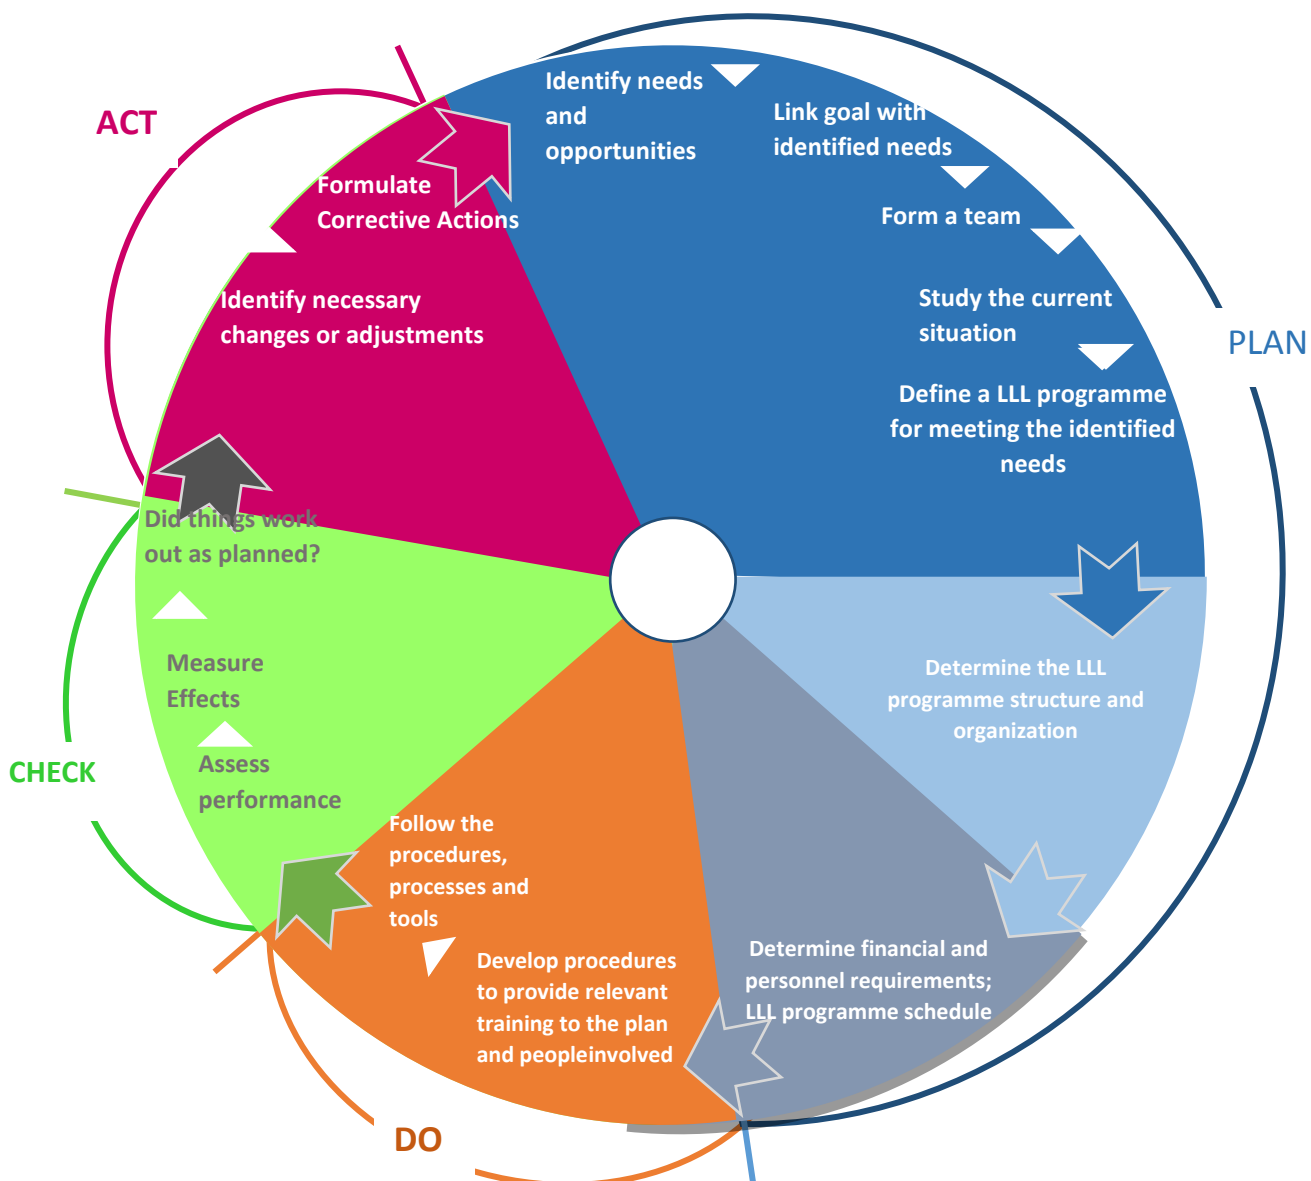 ACT
Formulate
Corrective Actions
Identify necessary
changes or adjustments
Identify needs
and
opportunities
Link goal with
identified needs
Form a team
Study the current
situation
Define a LLL programme
for meeting the identified
needs
PLAN
Determine the LLL
programme structure and
organization
Determine financial and
personnel requirements;
LLL programme schedule
Develop procedures
to provide relevant
training to the plan
and peopleinvolved
Follow the
procedures,
processes and
tools
DO
Assess
performance
Measure
Effects
Did things work
out as planned?
CHECK